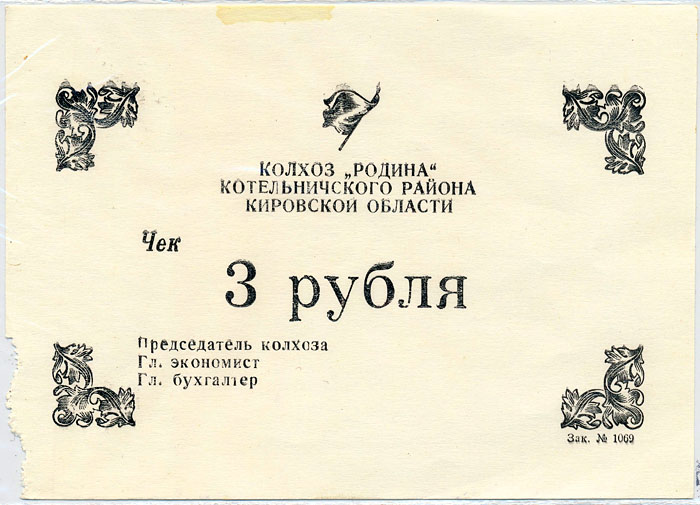 КОЛХОЗ „РОДИНА“
КОТЕЛЬНИЧСКОГО РАЙОНА
КИРОВСКОЙ ОБЛАСТИ
Чек
3 рубля
Председатель колхоза
Гл. экономист
Гл. бухгалтер
Зак. № 1069